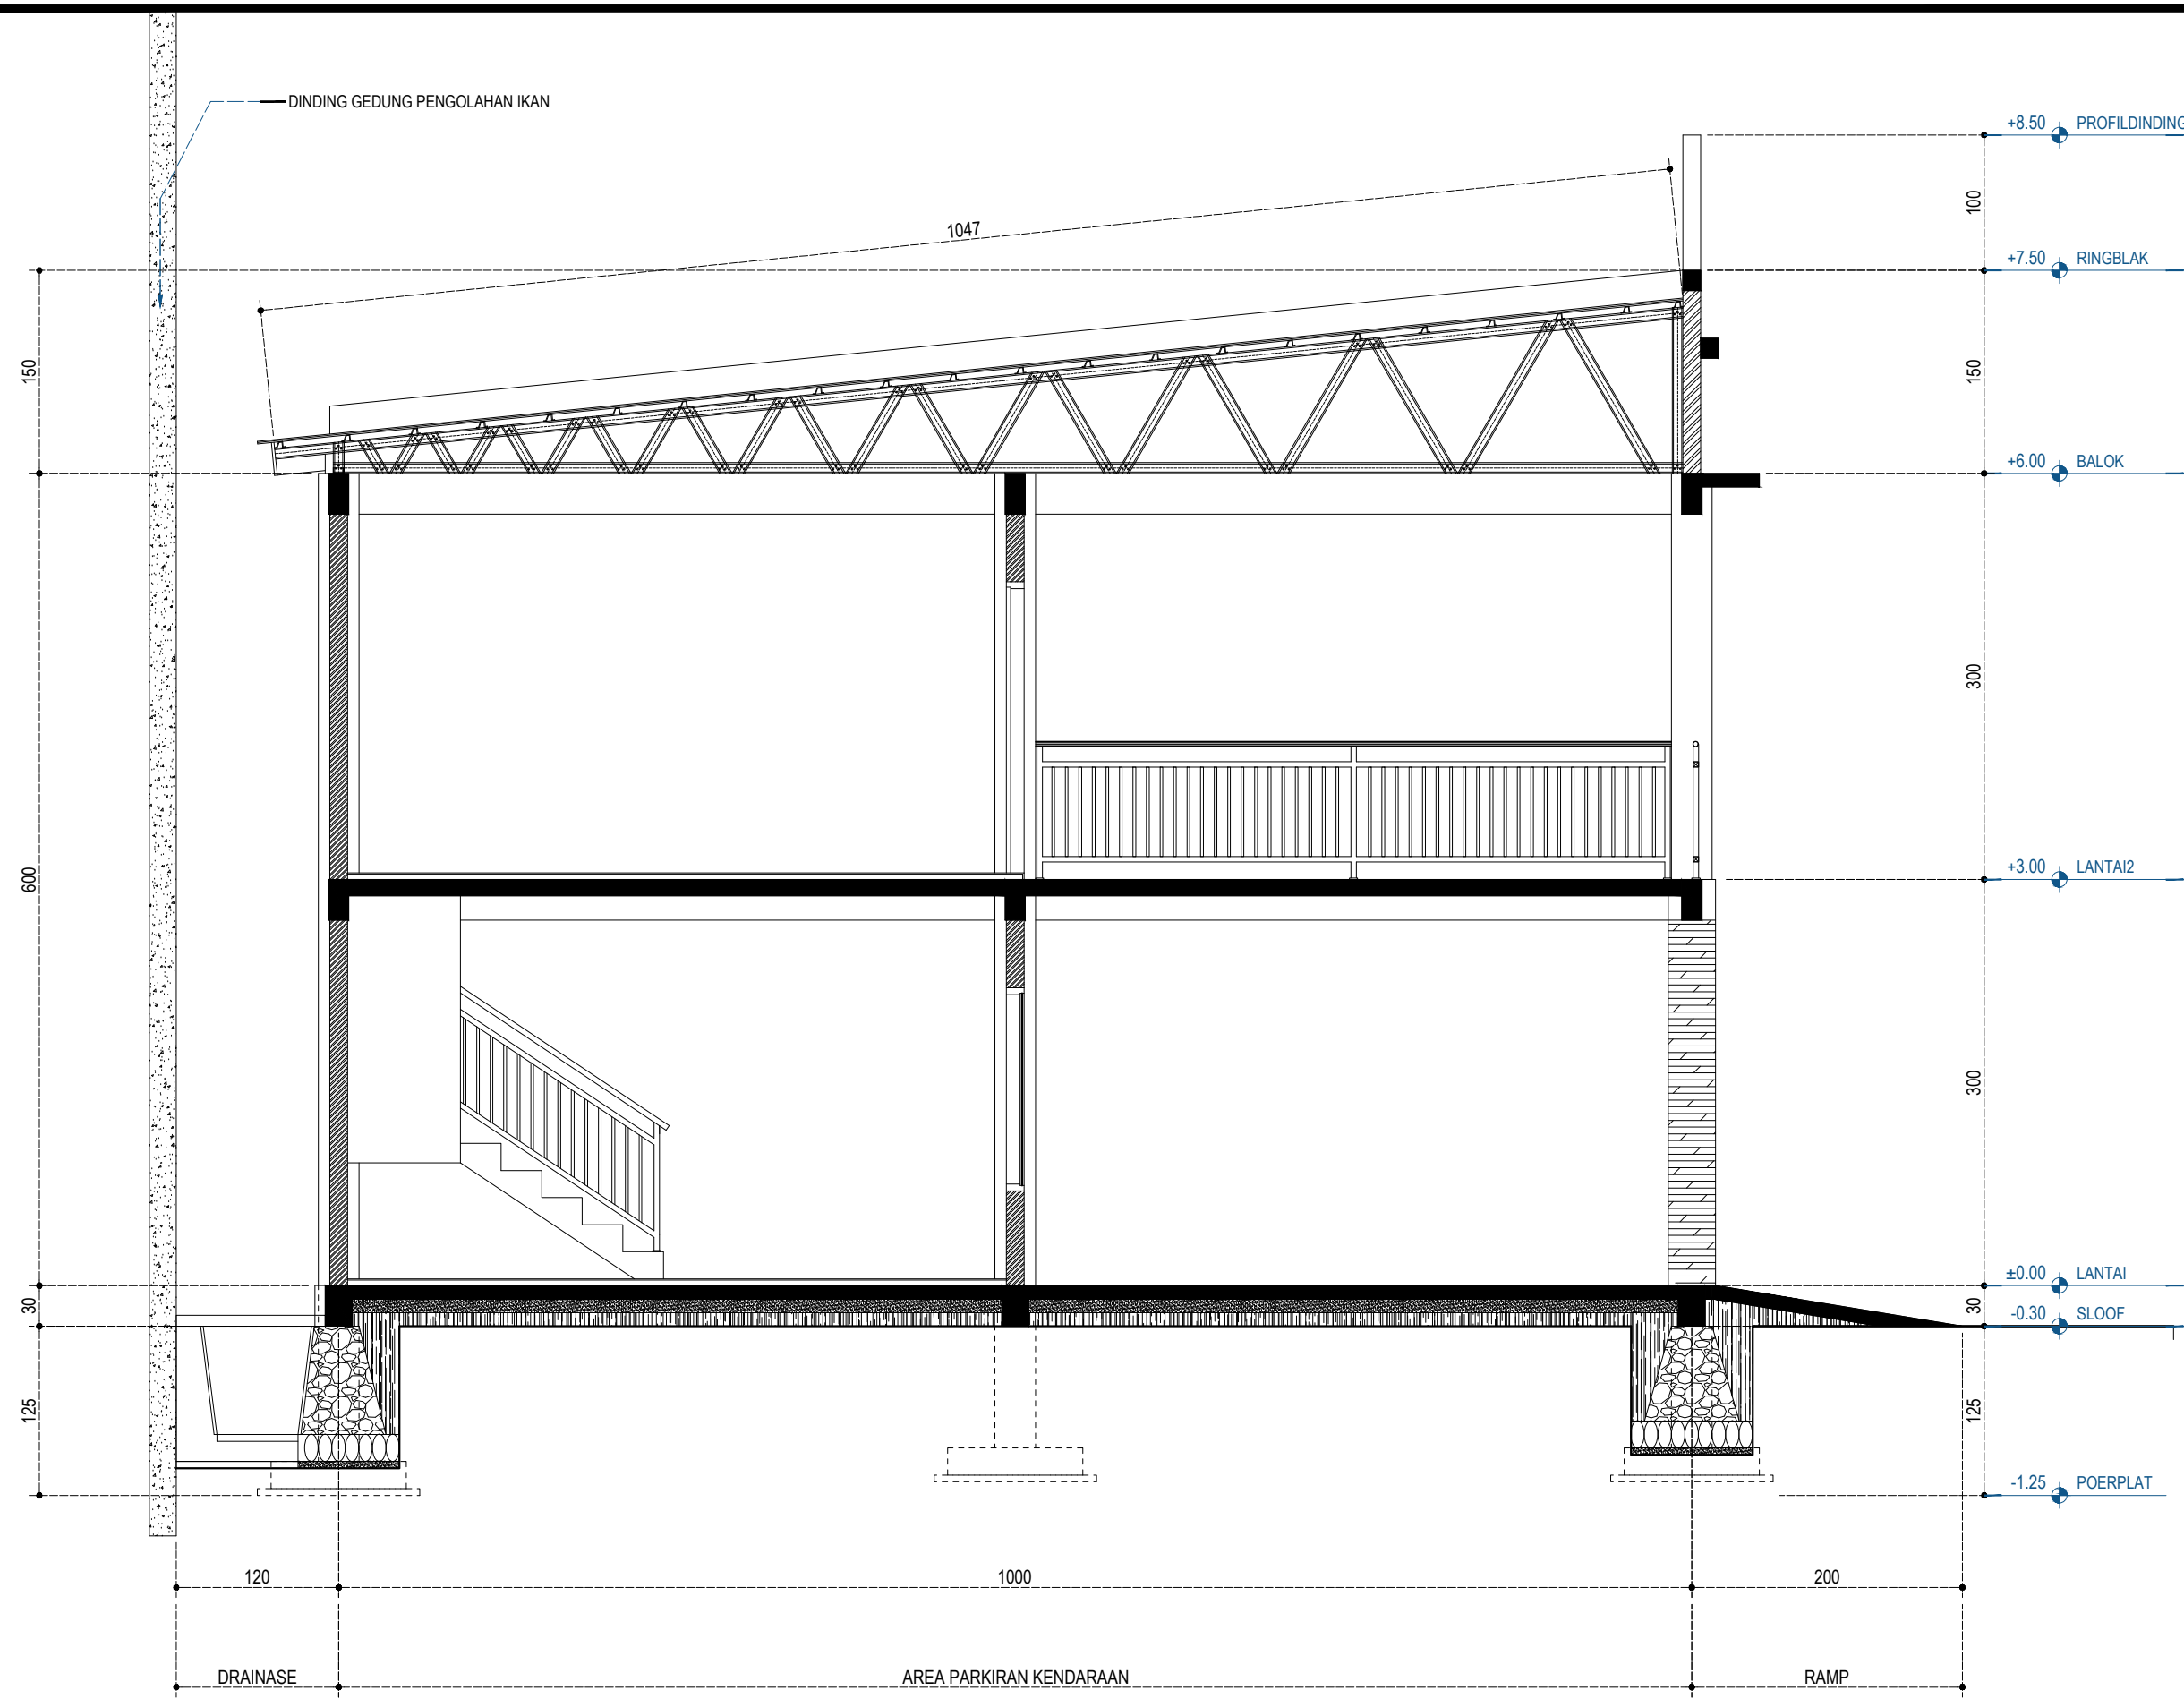 DINDING GEDUNG PENGOLAHAN IKAN
+8.50 PROFILDINDING
100
1047
+7.50 RINGBLAK
150
150
+6.00 BALOK
300
600
+3.00 LANTAI2
300
±0.00 LANTAI
30
30
-0.30 SLOOF
125
125
-1.25 POERPLAT
120
1000
200
DRAINASE
AREA PARKIRAN KENDARAAN
RAMP